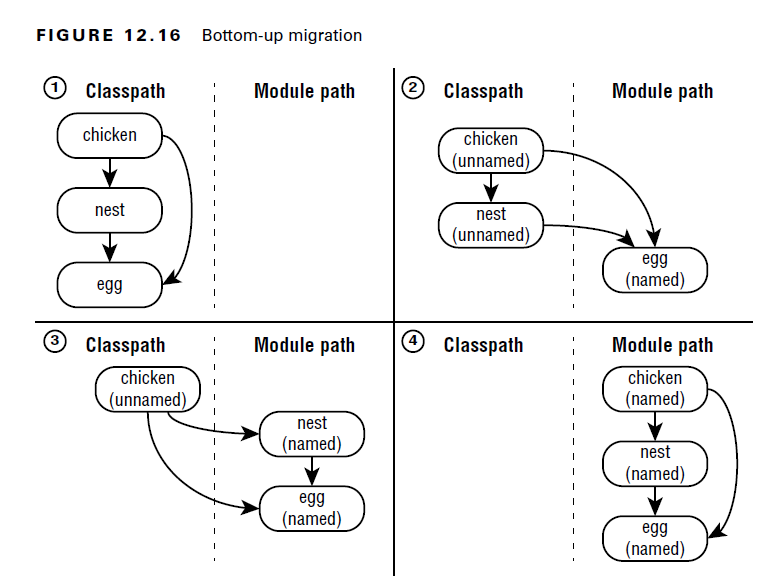 FIGURE 12.16 Bottom-up migration
1 Classpath Module path
chicken
nest
egg
2 Classpath Module path
chicken
(unnamed)
nest
(unnamed)
egg
(named)
3 Classpath Module path
chicken
(unnamed)
nest
(named)
egg
(named)
4 Classpath Module path
chicken
(named)
nest
(named)
egg
(named)